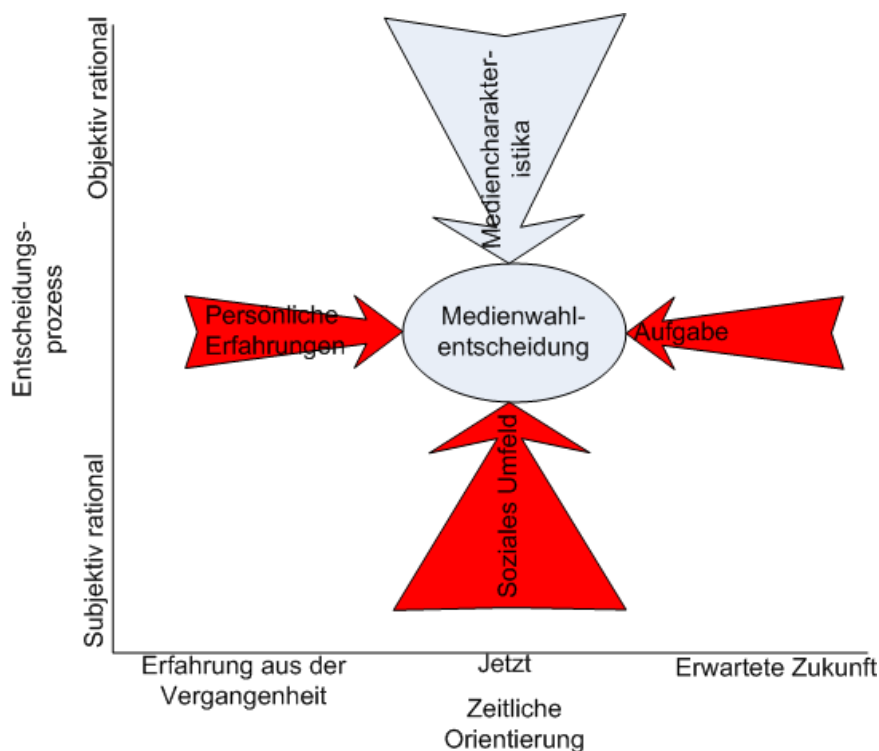 Objektiv rational
Mediencharakter-
istika
Entscheidungs-
prozess
Persönliche
Erfahrungen
Medienwahl-
entscheidung
Aufgabe
Soziales Umfeld
Subjektiv rational
Erfahrung aus der
Vergangenheit
Jetzt
Erwartete Zukunft
Zeitliche
Orientierung